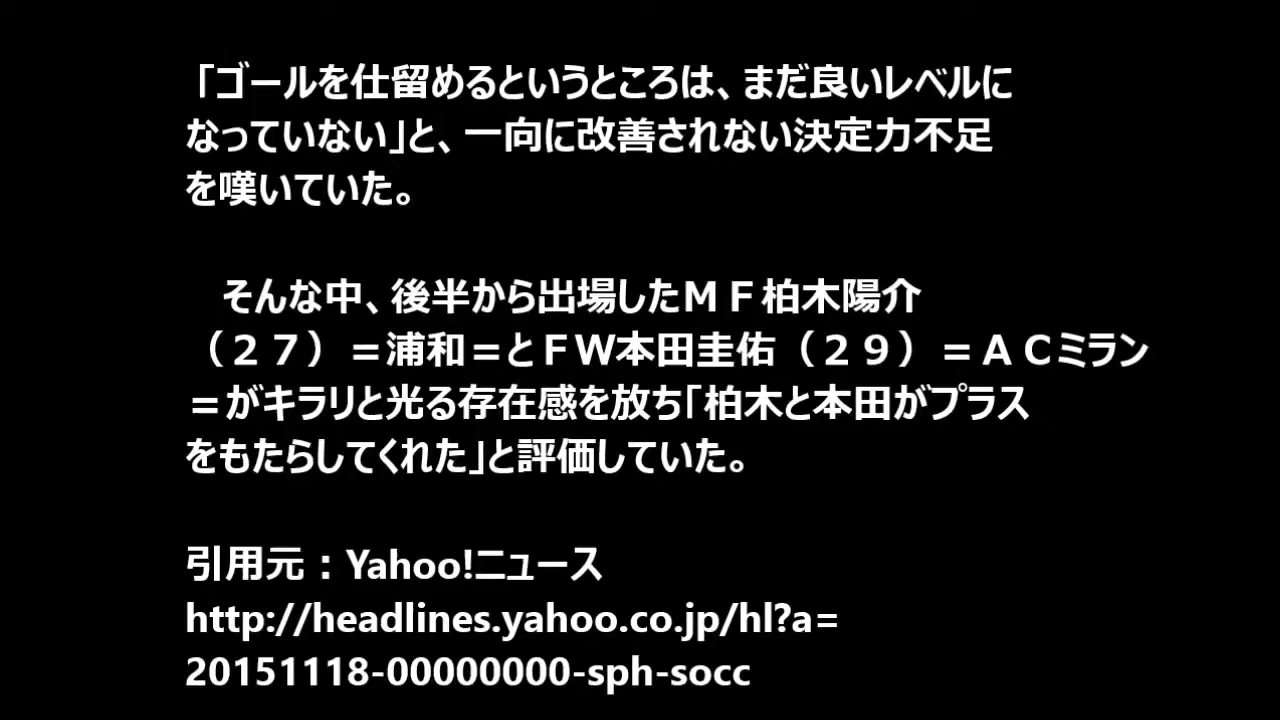 「ゴールを仕留めるというところは、まだ良いレベルに
なっていない」と、一向に改善されない決定力不足
を嘆いていた。
　そんな中、後半から出場したＭＦ柏木陽介
（２７）＝浦和＝とＦＷ本田圭佑（２９）＝ＡＣミラン
＝がキラリと光る存在感を放ち「柏木と本田がプラス
をもたらしてくれた」と評価していた。
引用元：Yahoo!ニュース
http://headlines.yahoo.co.jp/hl?a=
20151118-00000000-sph-socc